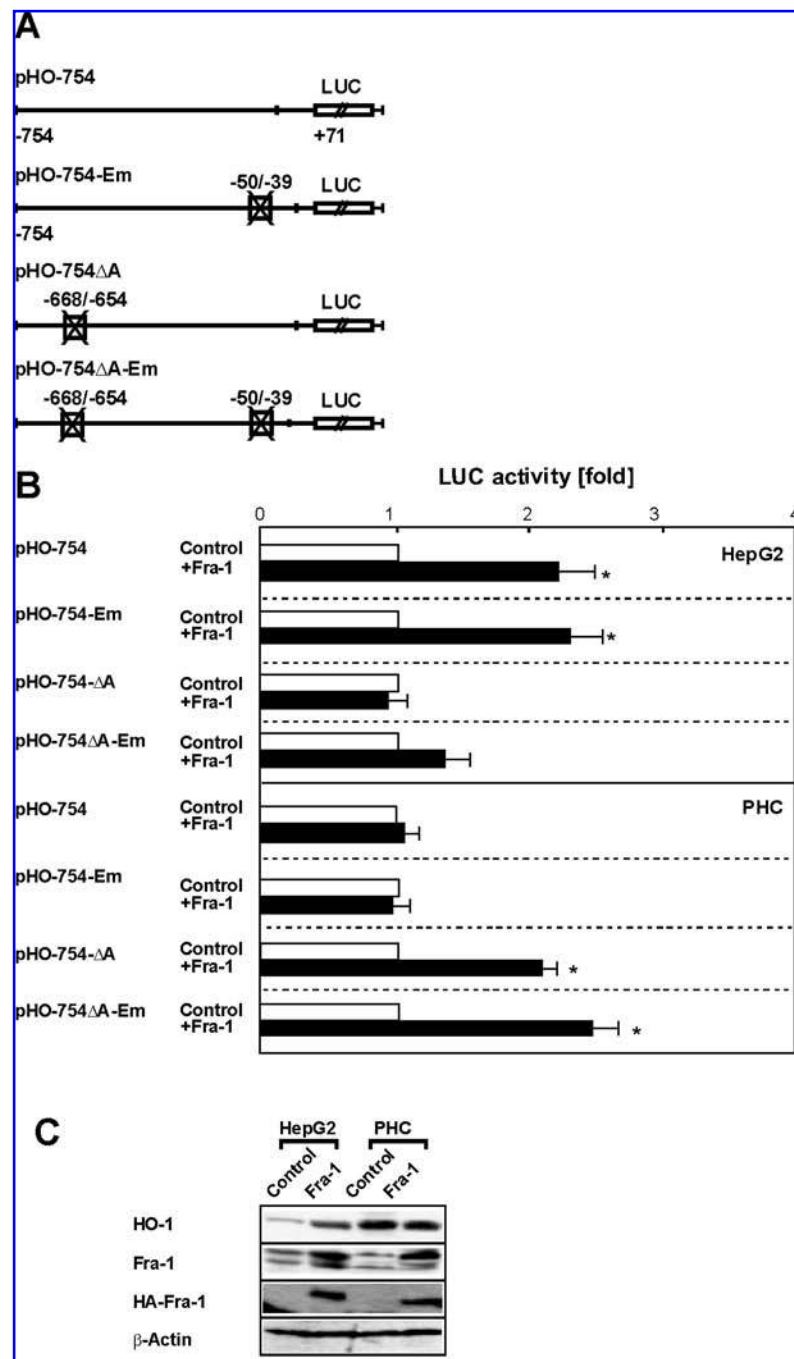 A
pHO-754
LUC
-754
+71
pHO-754-Em
-50/-39
LUC
-754
pHO-754ΔA
-668/-654
LUC
pHO-754ΔA-Em
-668/-654
-50/-39
LUC
B
LUC activity [fold]
0 1 2 3 4
pHO-754
Control
+Fra-1
*
HepG2
pHO-754-Em
Control
+Fra-1
*
pHO-754-ΔA
Control
+Fra-1
pHO-754ΔA-Em
Control
+Fra-1
pHO-754
Control
+Fra-1
PHC
pHO-754-Em
Control
+Fra-1
pHO-754-ΔA
Control
+Fra-1
*
pHO-754ΔA-Em
Control
+Fra-1
*
C
HepG2 PHC
Control Fra-1 Control Fra-1
HO-1
Fra-1
HA-Fra-1
β-Actin